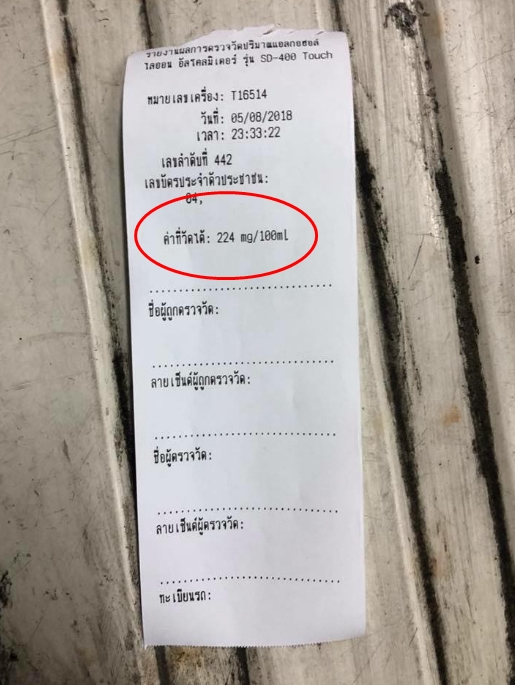 รายงานผลการตรวจวัดปริมาณแอลกอฮอล์
ไลออน อัลโคลมิเตอร์ รุ่น SD-400 Touch
หมายเลขเครื่อง: T16514
วันที่: 05/08/2018
เวลา: 23:33:22
เลขลำดับที่ 442
เลขบัตรประจำตัวประชาชน:
04,
ค่าที่วัดได้: 224 mg/100ml
ชื่อผู้ถูกตรวจวัด:
ลายเซ็นต์ผู้ถูกตรวจวัด:
ชื่อผู้ตรวจวัด:
ลายเซ็นต์ผู้ตรวจวัด:
ทะเบียนรถ: